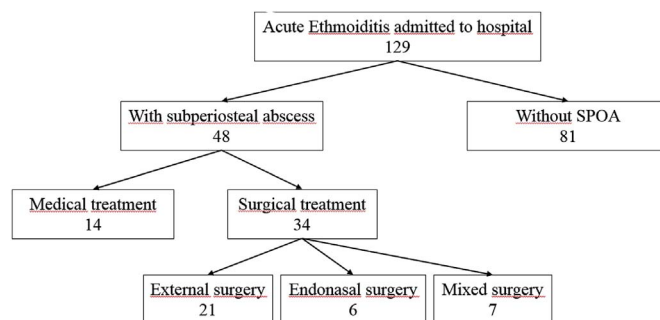 Acute Ethmoiditis admitted to hospital
129
With subperiosteal abscess
48
Without SPOA
81
Medical treatment
14
Surgical treatment
34
External surgery
21
Endonasal surgery
6
Mixed surgery
7